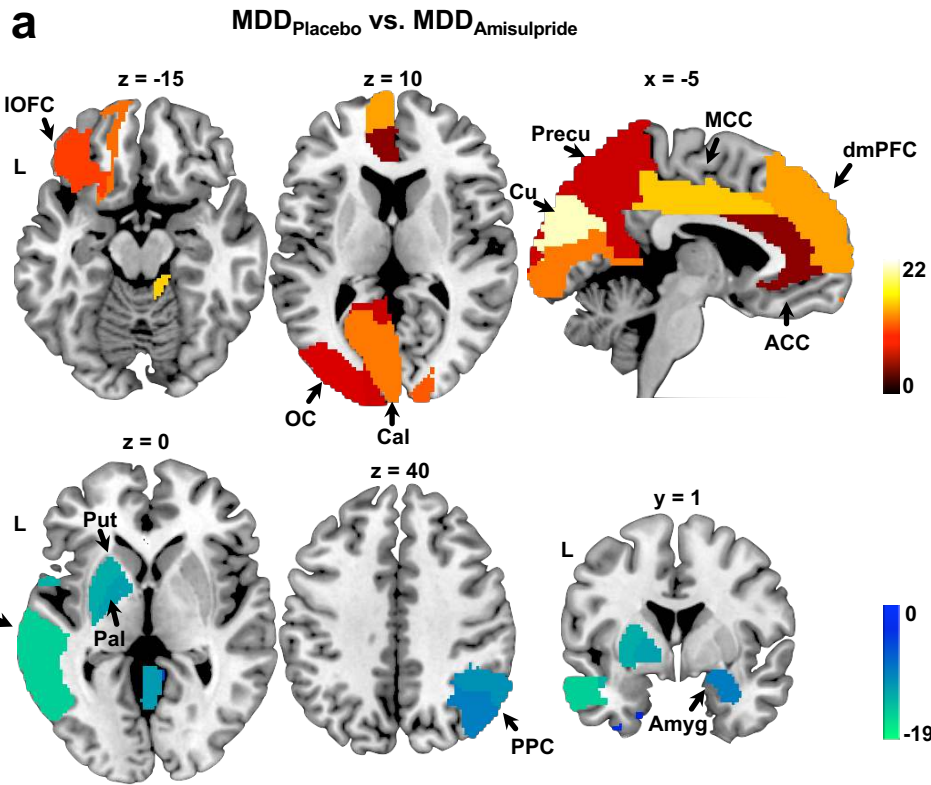 a
MDDPlacebo vs. MDDAmisulpride
z = -15
z = 10
x = -5
lOFC
L
Precu
MCC
dmPFC
Cu
ACC
22
0
OC
Cal
z = 0
z = 40
y = 1
L
Put
Pal
PPC
L
Amyg
0
-19